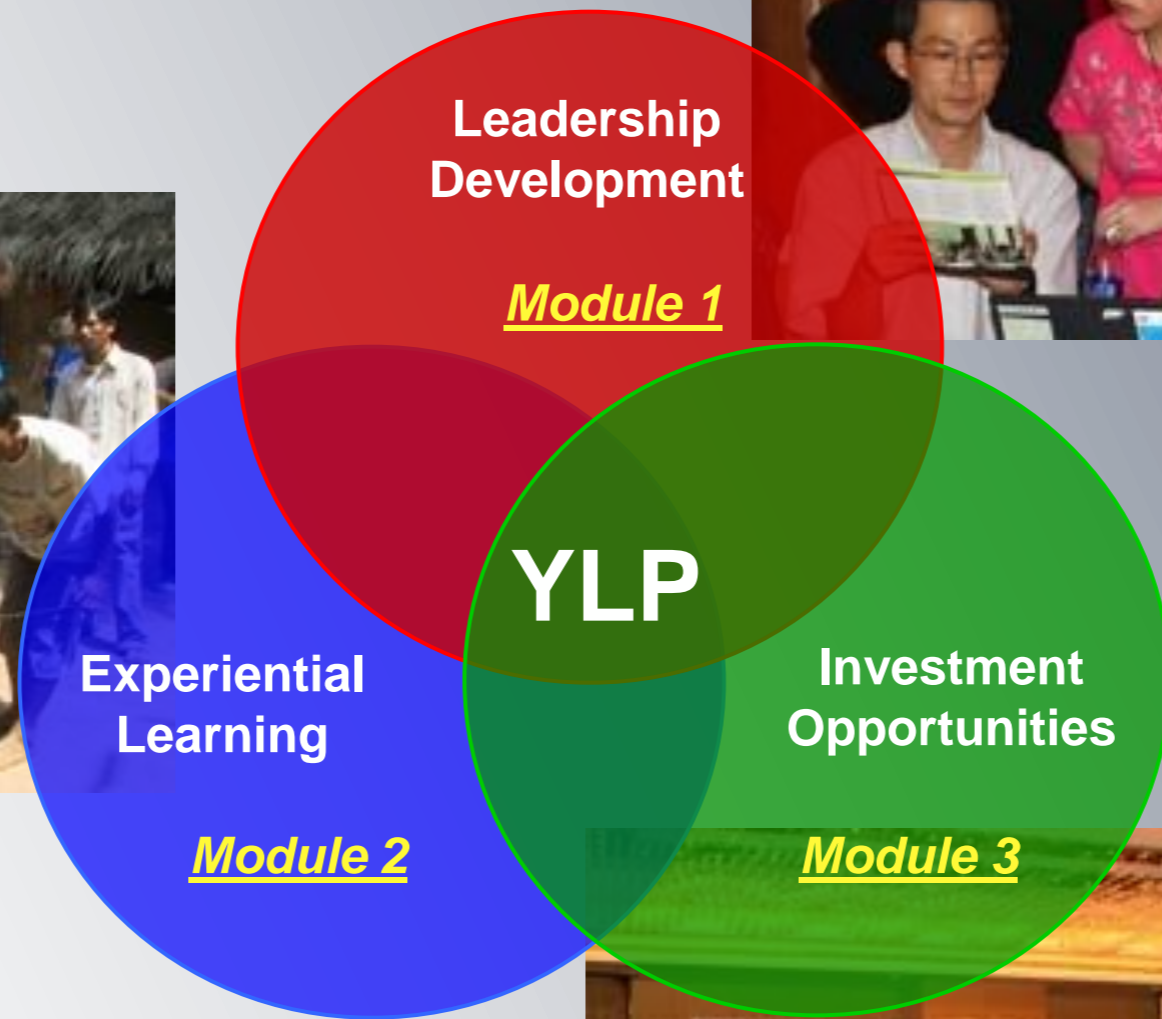 Leadership
Development
Module 1
YLP
Experiential
Learning
Investment
Opportunities
Module 2
Module 3